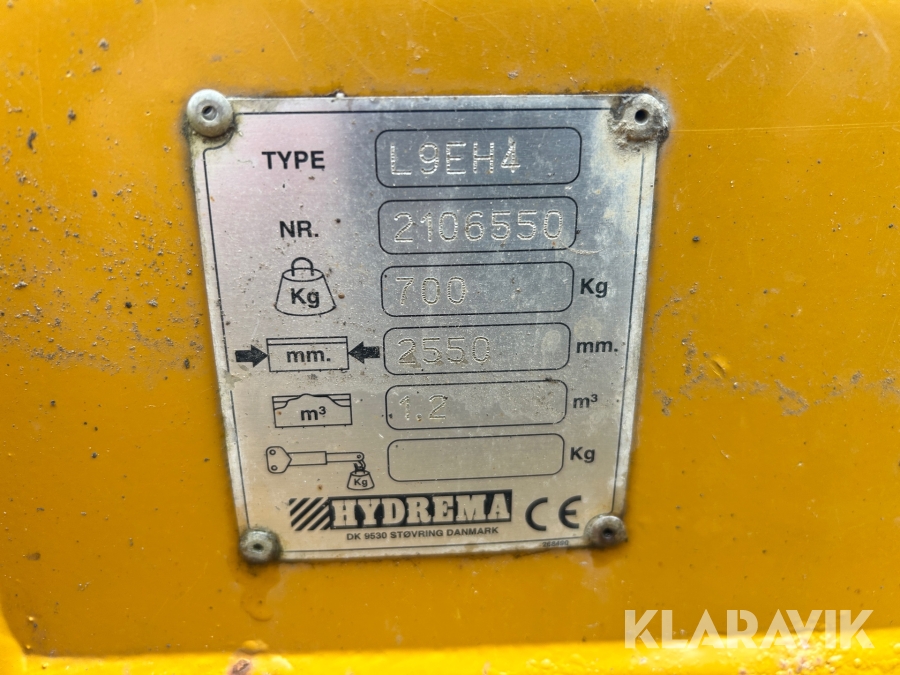 TYPE L9EH4
NR. 2106550
Kg 700 Kg
mm. 2550 mm.
m³ 1.2 m³
Kg Kg
HYDREMA CE
DK 9530 STØVRING DANMARK
KLARAVIK